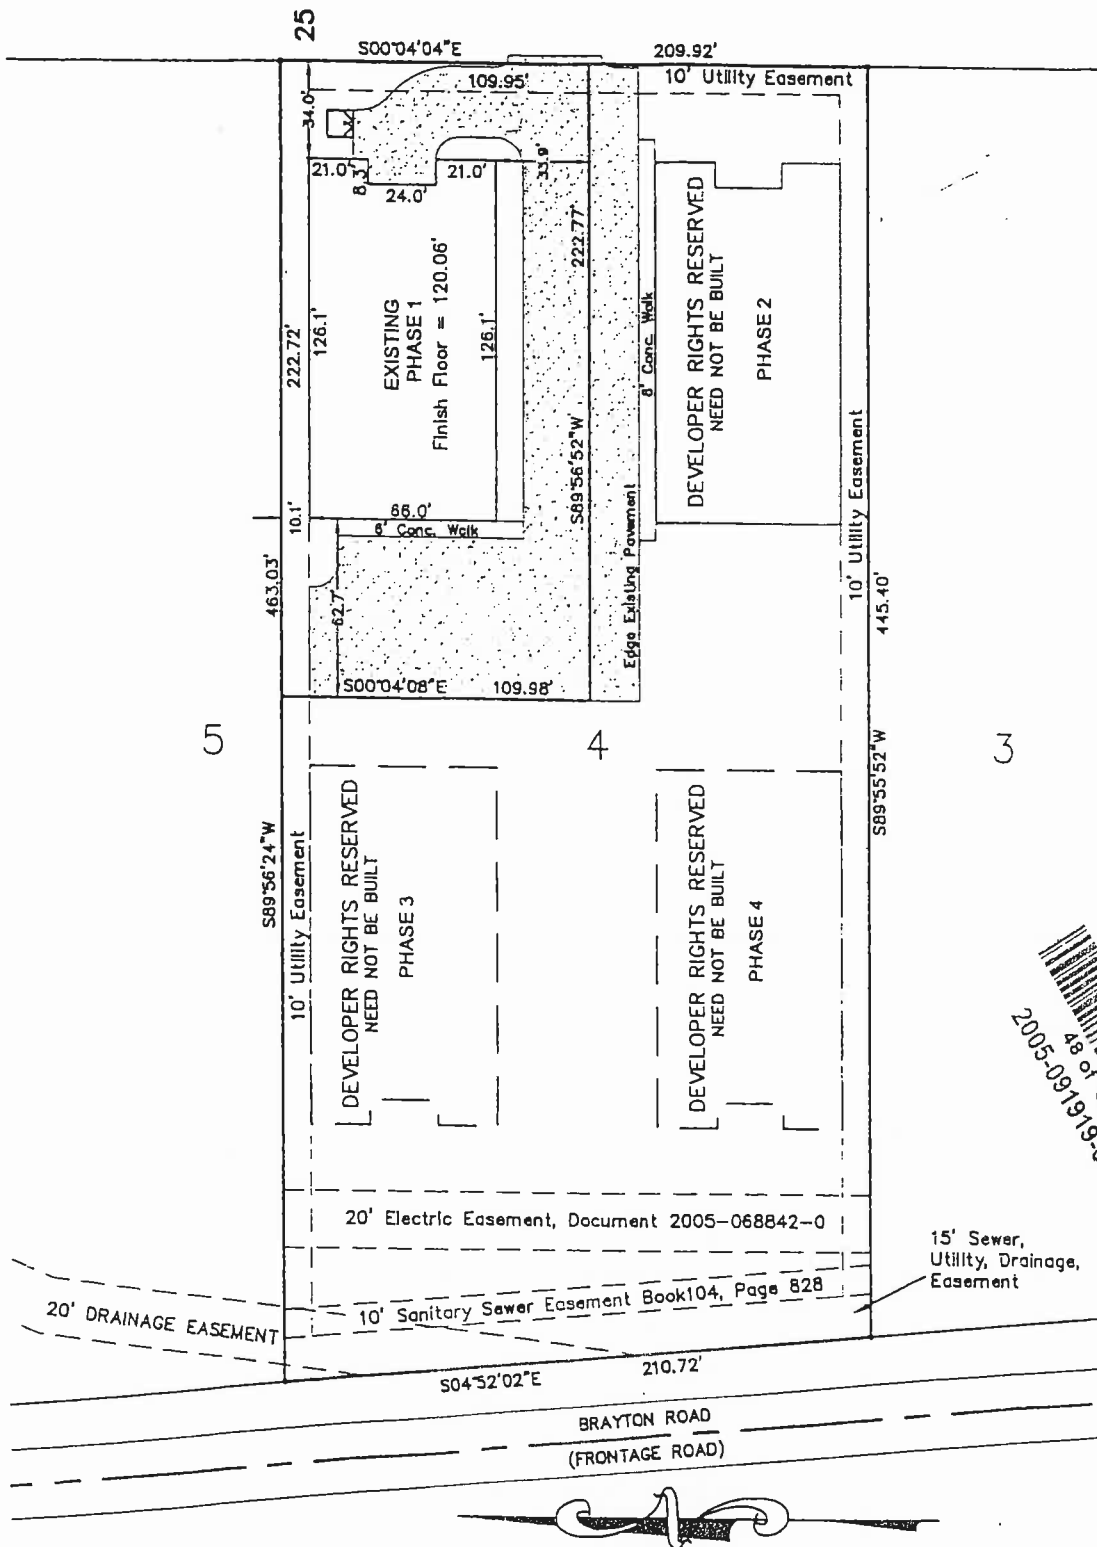 25
S00°04'04"E
209.92'
109.95'
10' Utility Easement
34.0'
21.0'
8.3'
24.0'
21.0'
33.9'
222.77'
222.72'
126.1'
EXISTING
PHASE 1
Finish Floor = 120.06'
126.1'
S89°56'52"W
8' Conc. Walk
DEVELOPER RIGHTS RESERVED
NEED NOT BE BUILT
PHASE 2
10' Utility Easement
10.1'
66.0'
6' Conc. Walk
Edge Existing Pavement
463.03'
62.7'
445.40'
S00°04'08"E
109.98'
5
4
3
S89°56'24"W
10' Utility Easement
DEVELOPER RIGHTS RESERVED
NEED NOT BE BUILT
PHASE 3
DEVELOPER RIGHTS RESERVED
NEED NOT BE BUILT
PHASE 4
S89°55'52"W
48 of
2005-091919-
20' Electric Easement, Document 2005-068842-0
15' Sewer,
Utility, Drainage,
Easement
10' Sanitary Sewer Easement Book104, Page 828
20' DRAINAGE EASEMENT
S04°52'02"E
210.72'
BRAYTON ROAD
(FRONTAGE ROAD)